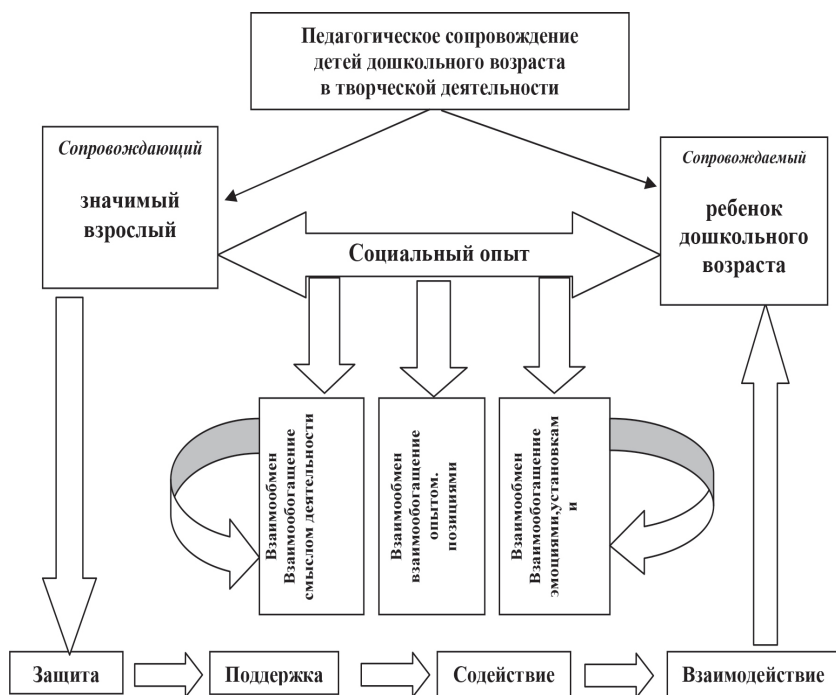 Педагогическое сопровождение
детей дошкольного возраста
в творческой деятельности
Сопровождающий
значимый
взрослый
Сопровождаемый
ребенок
дошкольного
возраста
Социальный опыт
Взаимообмен
Взаимообогащение
смыслом деятельности
Взаимообмен
взаимообогащение
опытом.
позициями
Взаимообмен
Взаимообогащение
эмоциями,установкам
и
Защита
Поддержка
Содействие
Взаимодействие